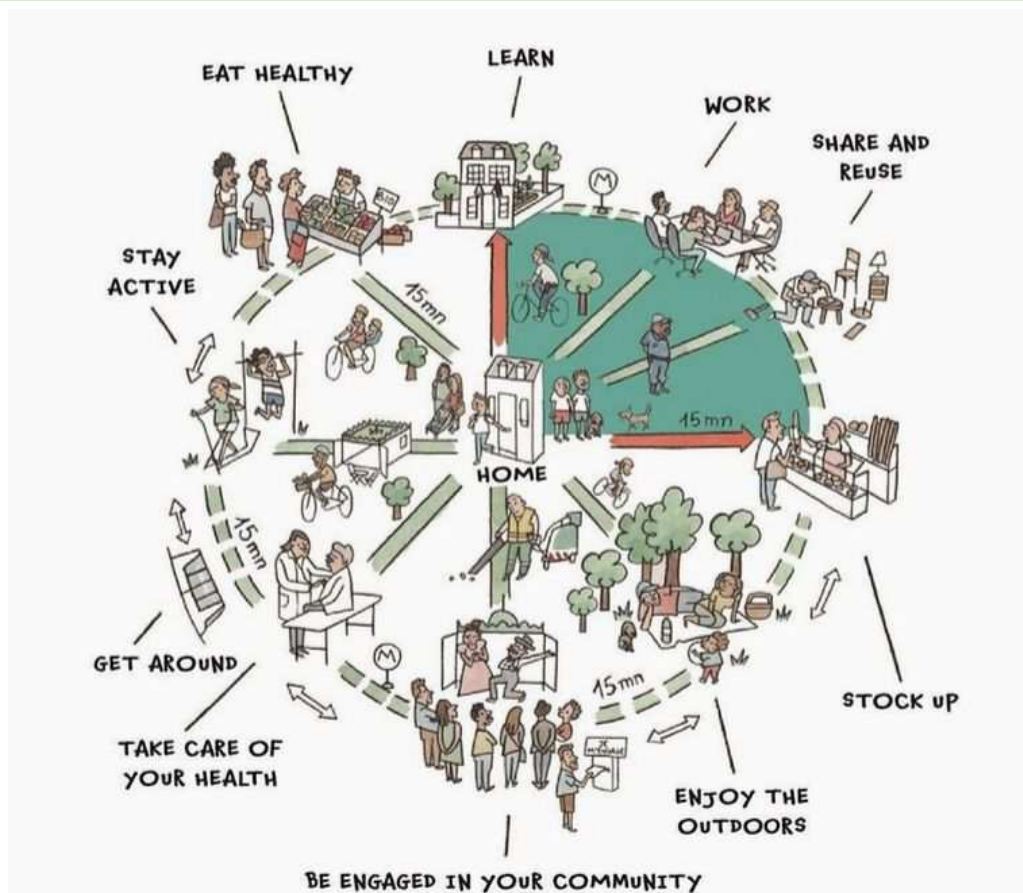 LEARN
EAT HEALTHY
WORK
SHARE AND
REUSE
M
BIO
STAY
ACTIVE
15mn
15mn
HOME
15mn
GET AROUND
M
15mn
STOCK UP
TAKE CARE OF
YOUR HEALTH
ENJOY THE
OUTDOORS
BE ENGAGED IN YOUR COMMUNITY